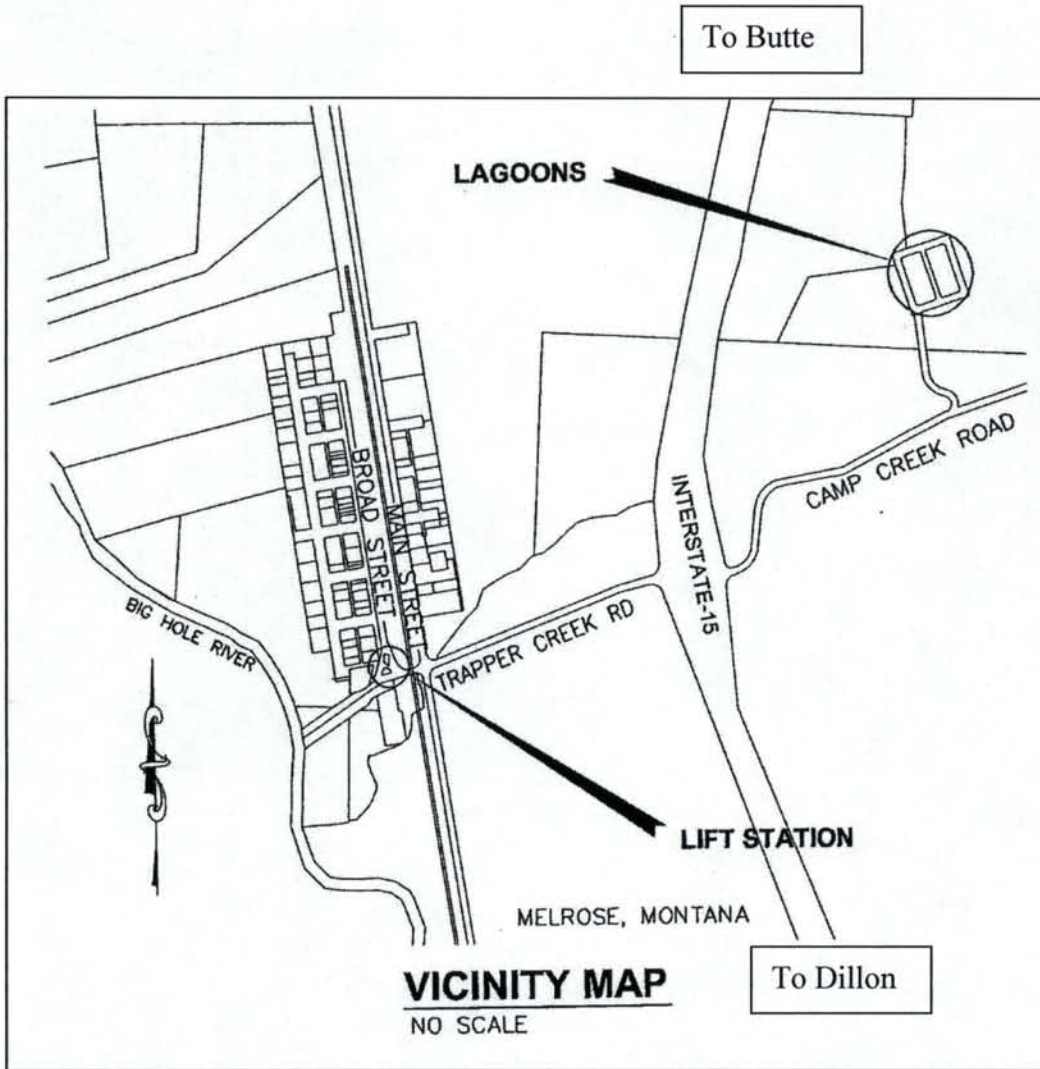 To Butte
LAGOONS
BROAD STREET
MAIN STREET
INTERSTATE-15
CAMP CREEK ROAD
BIG HOLE RIVER
TRAPPER CREEK RD
LIFT STATION
MELROSE, MONTANA
VICINITY MAP
NO SCALE
To Dillon